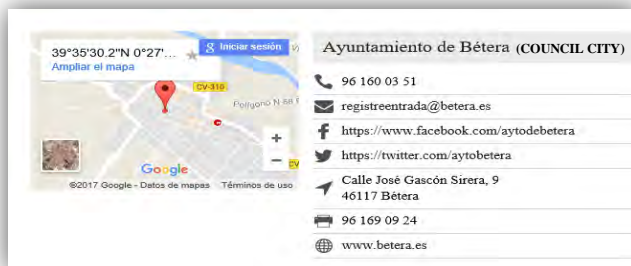 39°35'30.2"N 0°27'...
Ampliar el mapa
8 Iniciar sesión
CV-310
Polígono N-sa E
Google
©2017 Google - Datos de mapas Términos de uso
Ayuntamiento de Bétera (COUNCIL CITY)
96 160 03 51
registreentrada@betera.es
https://www.facebook.com/aytodebetera
https://twitter.com/aytobetera
Calle José Gascón Sirera, 9
46117 Bétera
96 169 09 24
www.betera.es